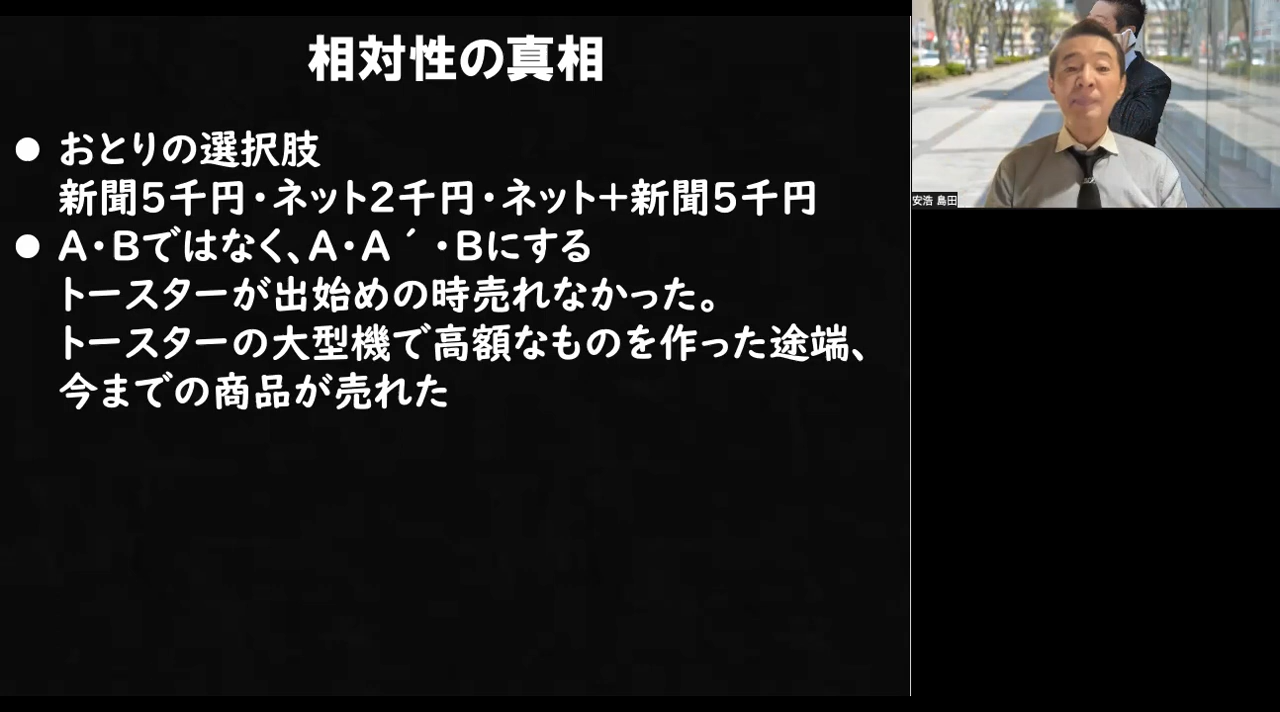 相対性の真相
● おとりの選択肢
新聞5千円・ネット2千円・ネット＋新聞5千円
● A・Bではなく、A・A´・Bにする
トースターが出始めの時売れなかった。
トースターの大型機で高額なものを作った途端、
今までの商品が売れた
安浩 島田